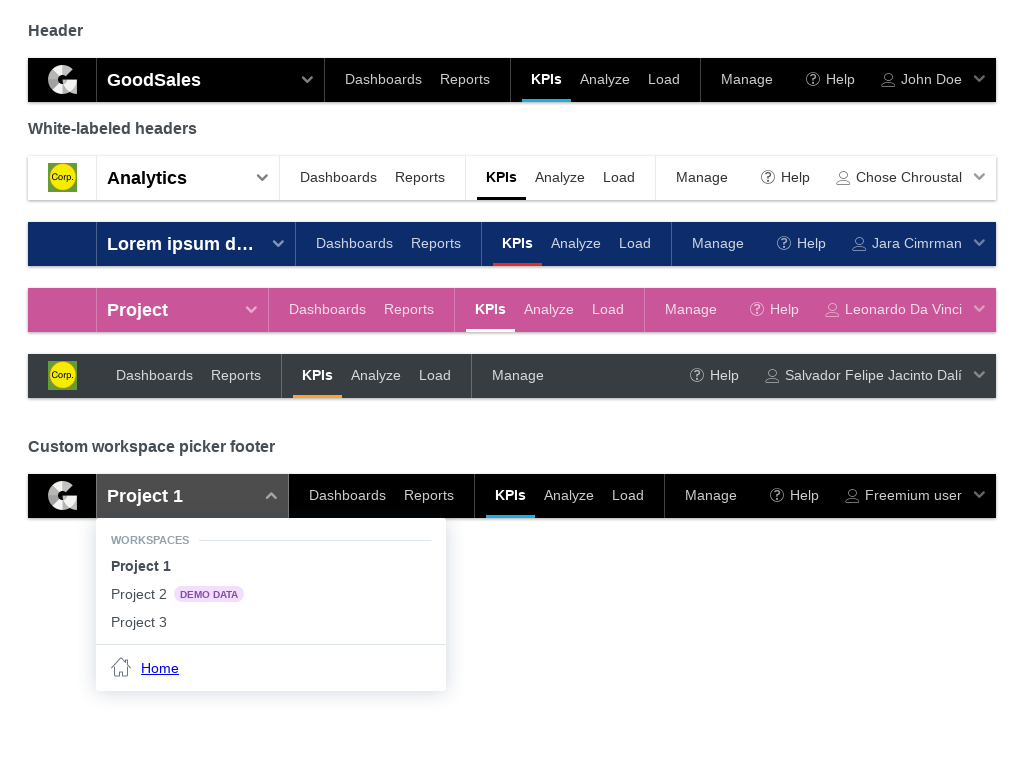 Header
GoodSales Dashboards Reports KPIs Analyze Load Manage Help John Doe
White-labeled headers
Corp. Analytics Dashboards Reports KPIs Analyze Load Manage Help Chose Chroustal
Lorem ipsum d… Dashboards Reports KPIs Analyze Load Manage Help Jara Cimrman
Project Dashboards Reports KPIs Analyze Load Manage Help Leonardo Da Vinci
Corp. Dashboards Reports KPIs Analyze Load Manage Help Salvador Felipe Jacinto Dalí
Custom workspace picker footer
Project 1 Dashboards Reports KPIs Analyze Load Manage Help Freemium user
WORKSPACES
Project 1
Project 2 DEMO DATA
Project 3
Home